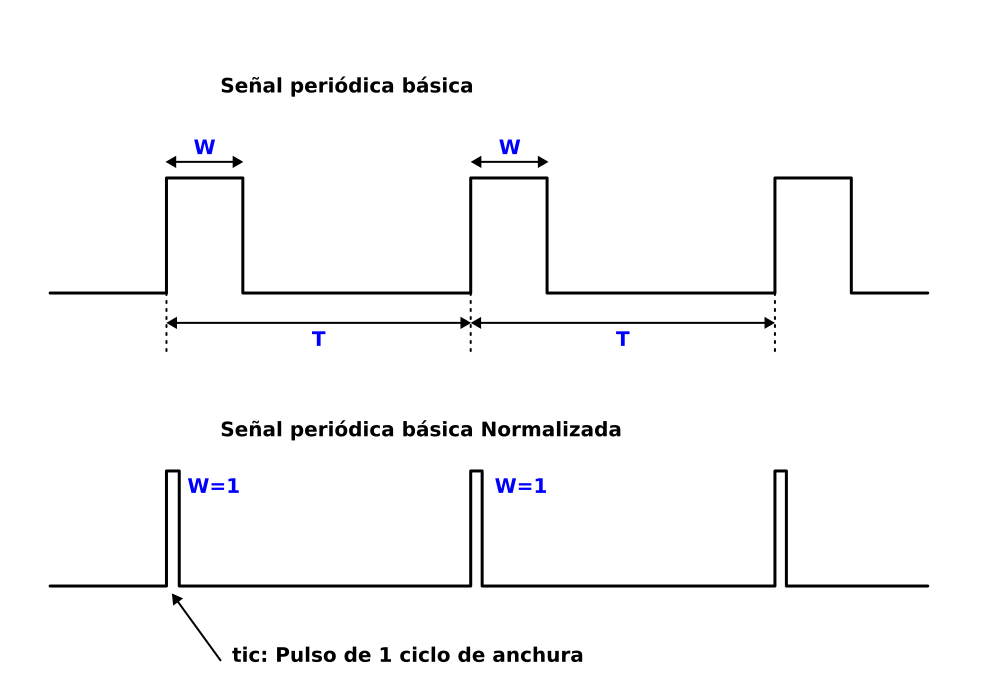 Señal periódica básica
W
W
T
T
Señal periódica básica Normalizada
W=1
W=1
tic: Pulso de 1 ciclo de anchura